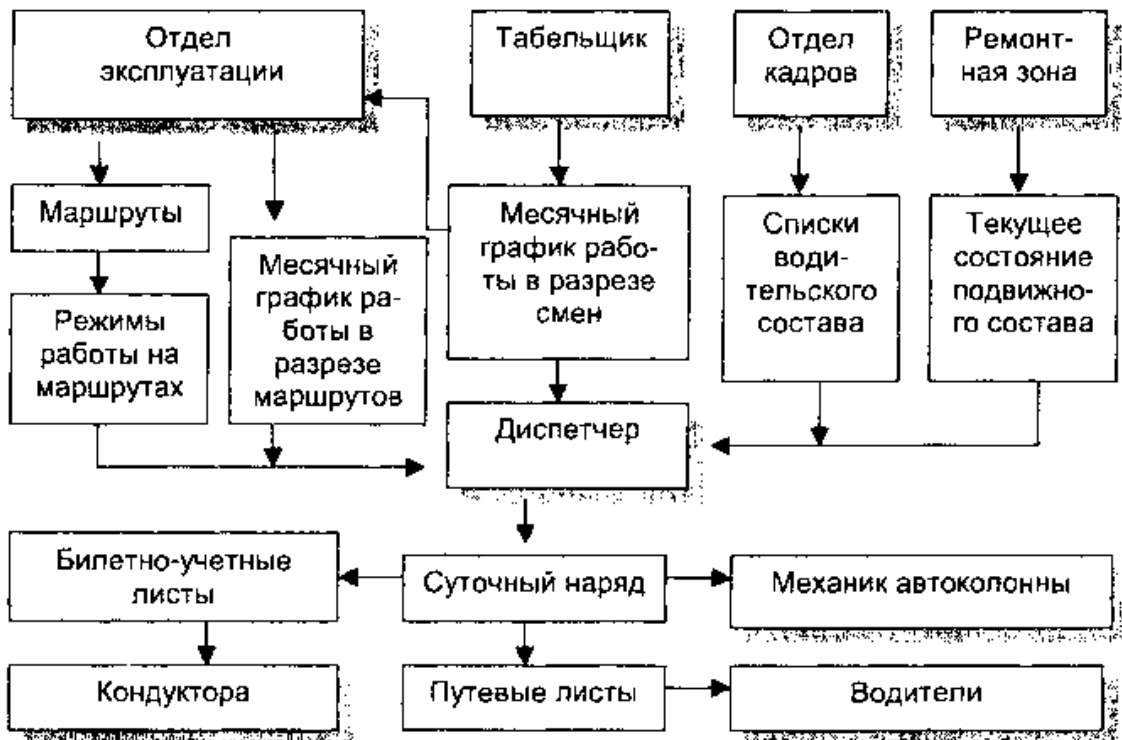 Отдел
эксплуатации
Табельщик
Отдел
кадров
Ремонт-
ная зона
Маршруты
Месячный
график ра-
боты в
разрезе
маршрутов
Месячный
график рабо-
ты в разрезе
смен
Списки
води-
тельского
состава
Текущее
состояние
подвижно-
го состава
Режимы
работы на
маршрутах
Диспетчер
Билетно-учетные
листы
Суточный наряд
Механик автоколонны
Кондуктора
Путевые листы
Водители